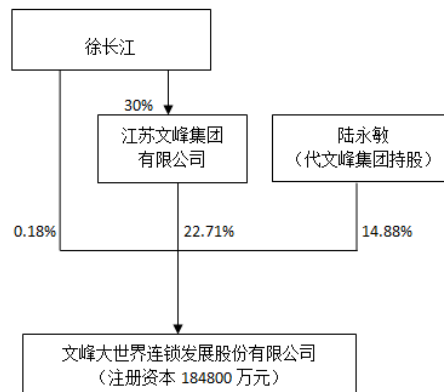 徐长江
30%
江苏文峰集团
有限公司
陆永敏
（代文峰集团持股）
0.18%
22.71%
14.88%
文峰大世界连锁发展股份有限公司
（注册资本 184800 万元）